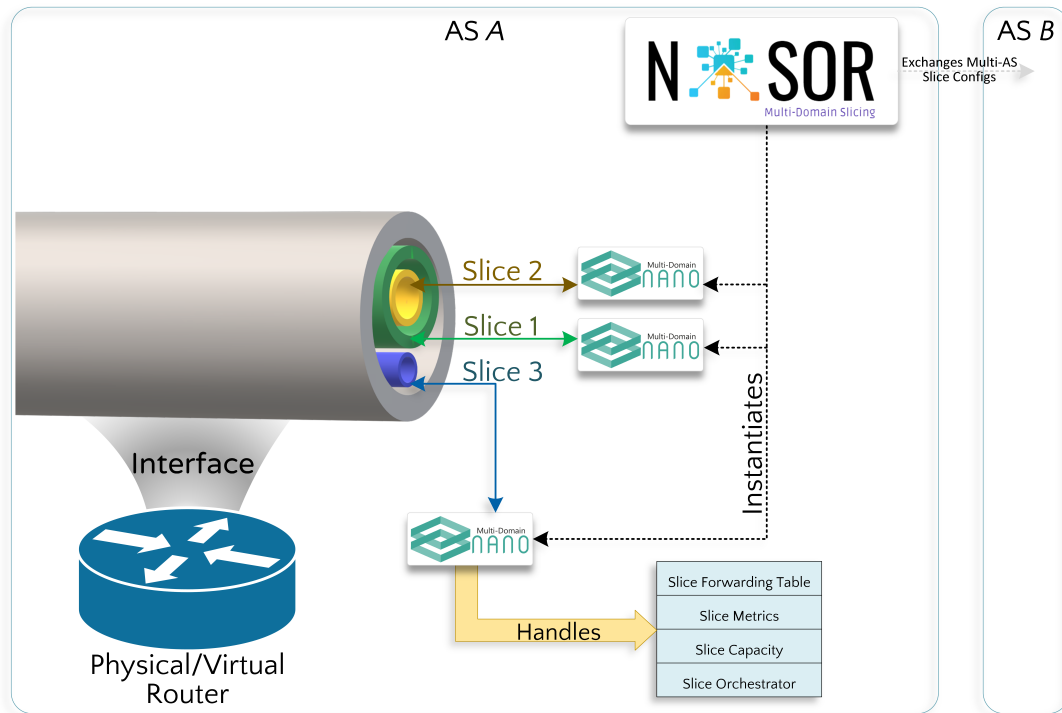 AS A
AS B
N SOR
Multi-Domain Slicing
Exchanges Multi-AS
Slice Configs
Slice 2
Multi-Domain
NANO
Slice 1
Multi-Domain
NANO
Slice 3
Instantiates
Interface
Multi-Domain
NANO
Physical/Virtual
Router
Handles
Slice Forwarding Table
Slice Metrics
Slice Capacity
Slice Orchestrator